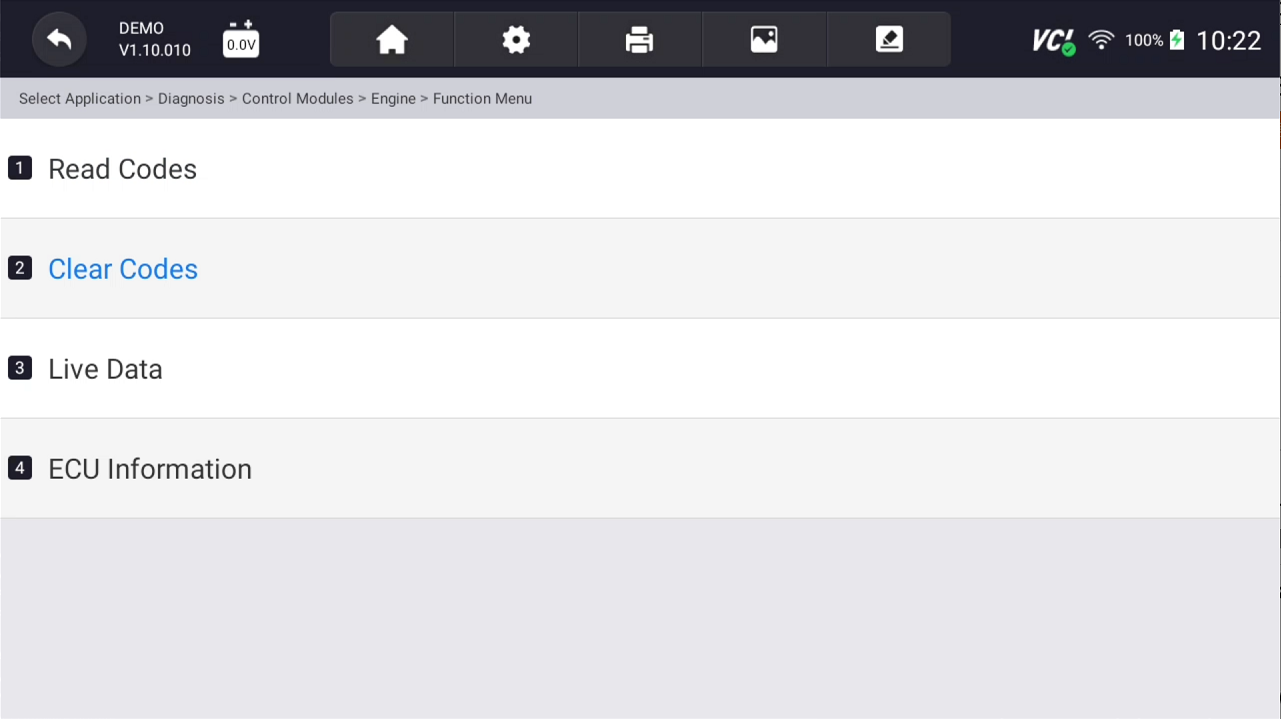 DEMO
V1.10.010
0.0V
VCI
100%
10:22
Select Application > Diagnosis > Control Modules > Engine > Function Menu
1 Read Codes
2 Clear Codes
3 Live Data
4 ECU Information